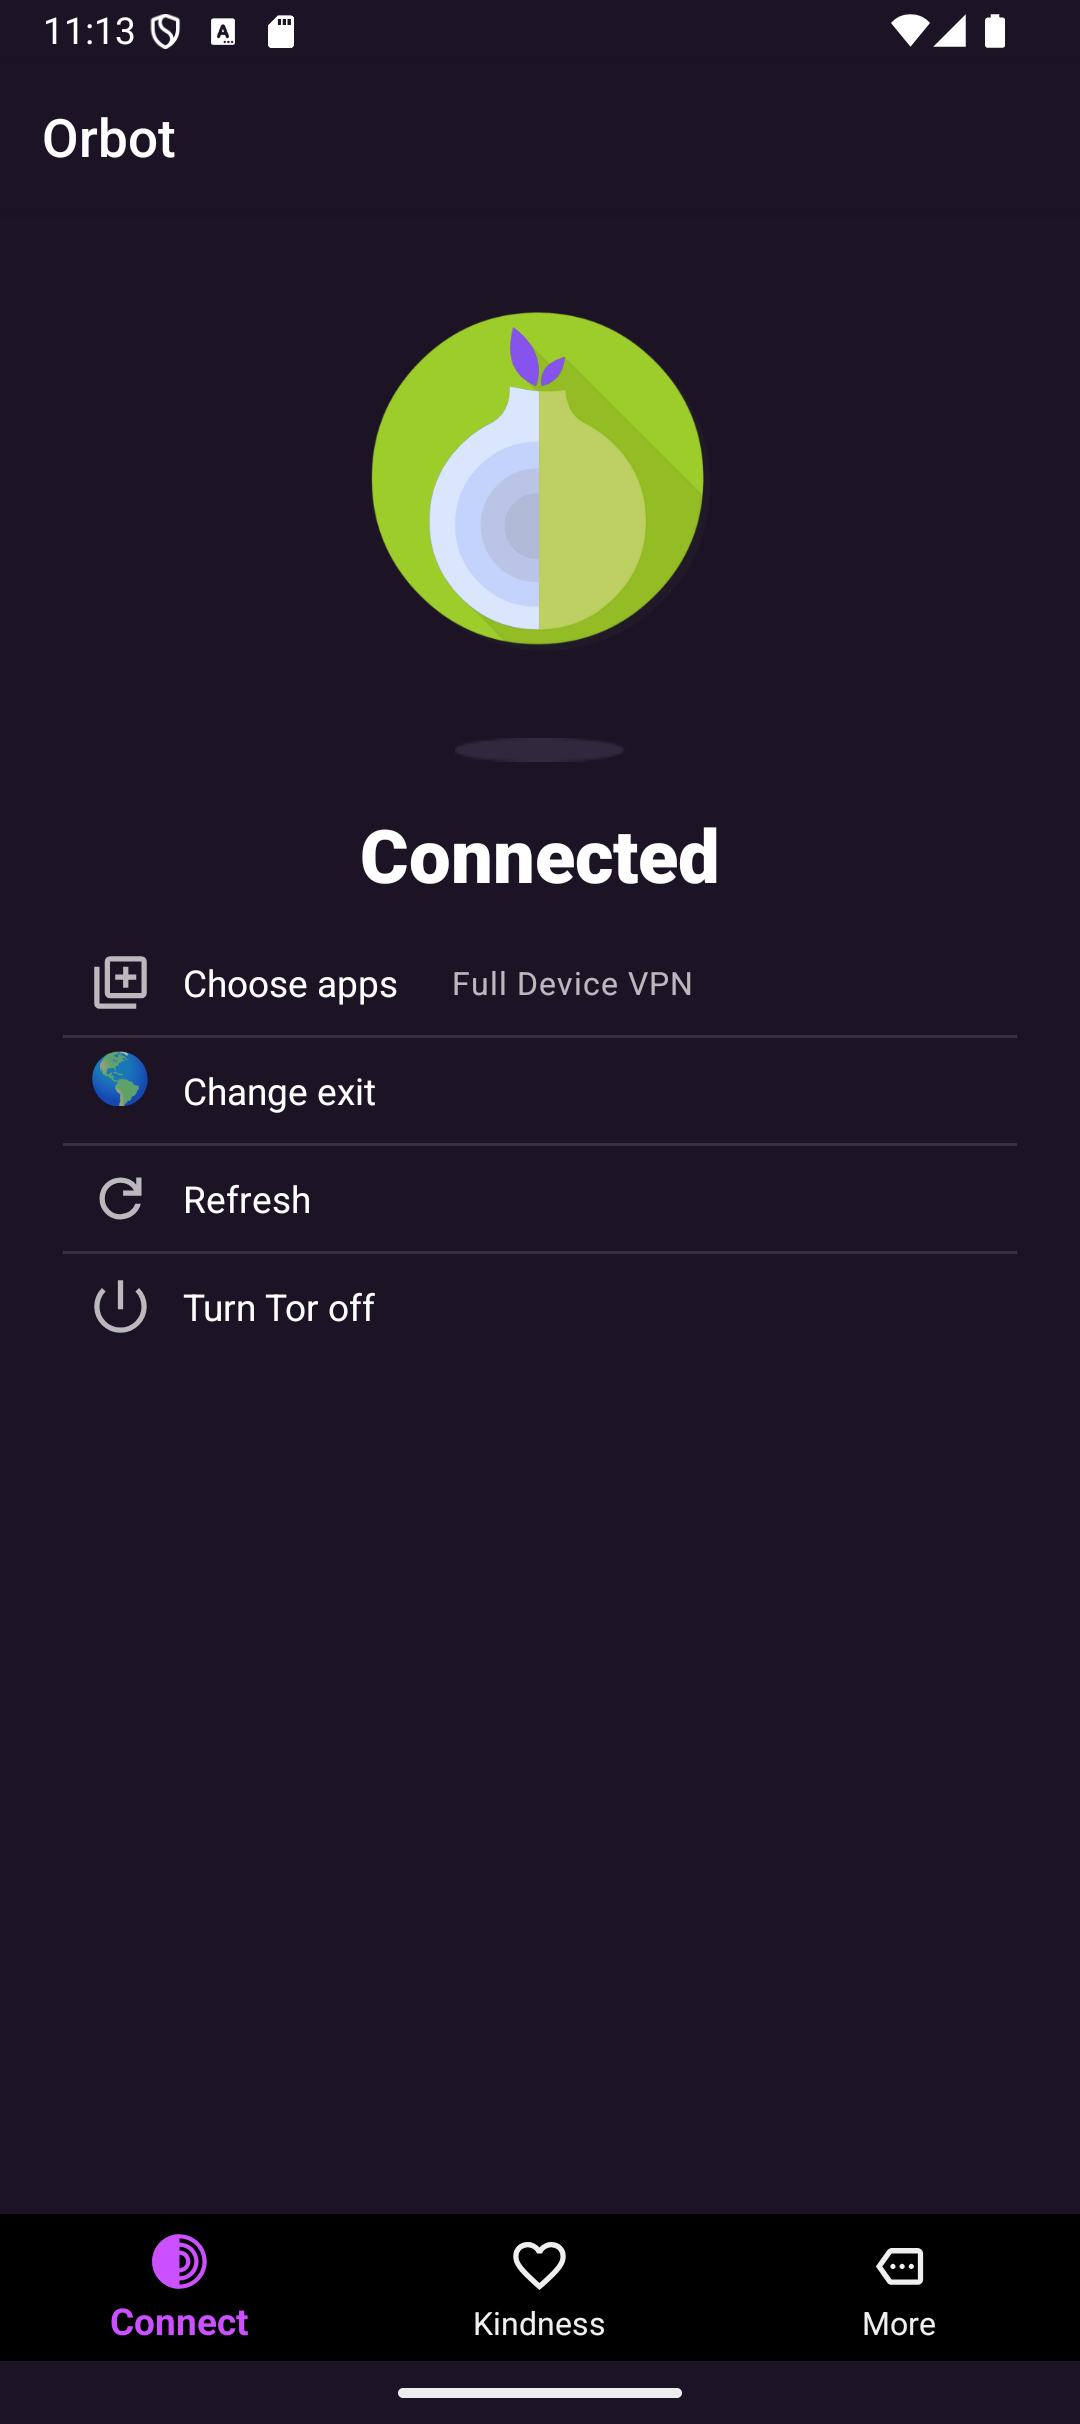 11:13
Orbot
Connected
Choose apps Full Device VPN
Change exit
Refresh
Turn Tor off
Connect Kindness More